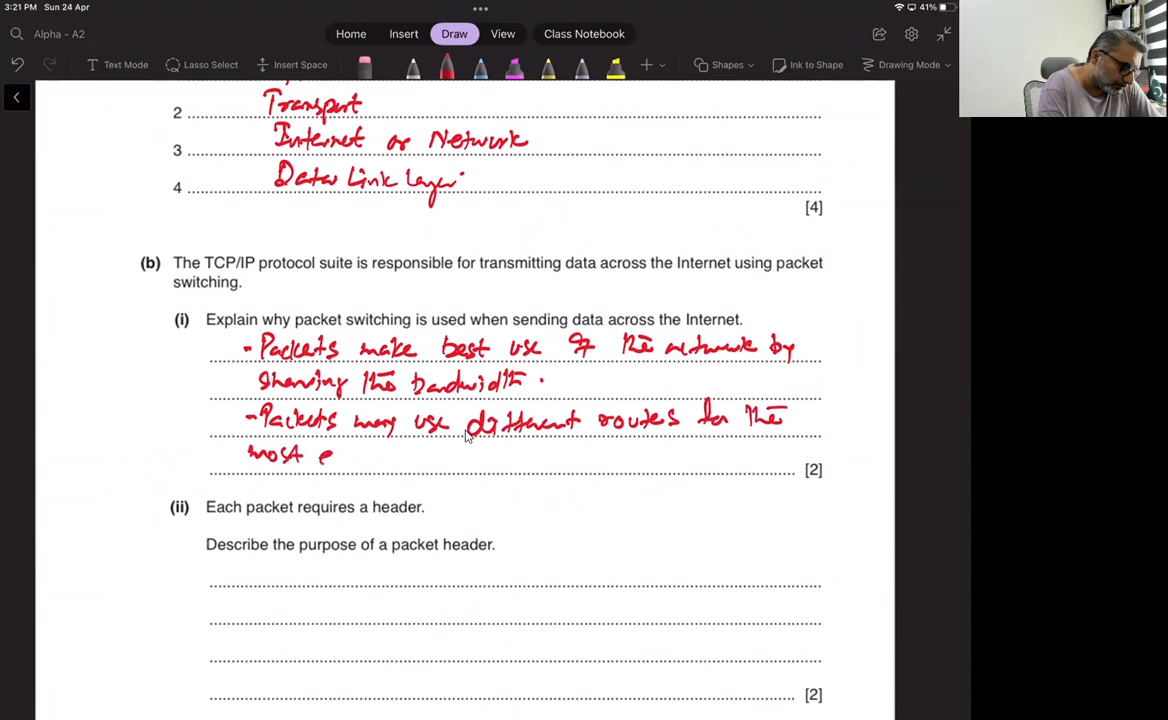 3:21 PM Sun 24 Apr
41%
Alpha - A2
Home Insert Draw View Class Notebook
Text Mode Lasso Select Insert Space Shapes Ink to Shape Drawing Mode
2 Transport
3 Internet or Network
4 Data Link layer
[4]
(b) The TCP/IP protocol suite is responsible for transmitting data across the Internet using packet
switching.
(i) Explain why packet switching is used when sending data across the Internet.
- Packets make best use of the network by
sharing the bandwidth.
- Packets may use different routes for the
most e
[2]
(ii) Each packet requires a header.
Describe the purpose of a packet header.
[2]